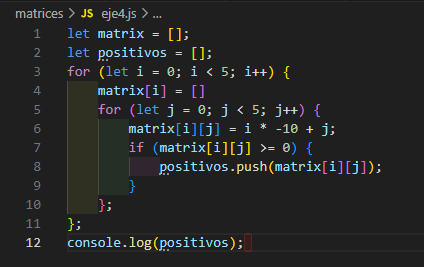 matrices > JS eje4.js > ...
1 let matrix = [];
2 let positivos = [];
3 for (let i = 0; i < 5; i++) {
4 matrix[i] = []
5 for (let j = 0; j < 5; j++) {
6 matrix[i][j] = i * -10 + j;
7 if (matrix[i][j] >= 0) {
8 positivos.push(matrix[i][j]);
9 }
10 };
11 };
12 console.log(positivos);